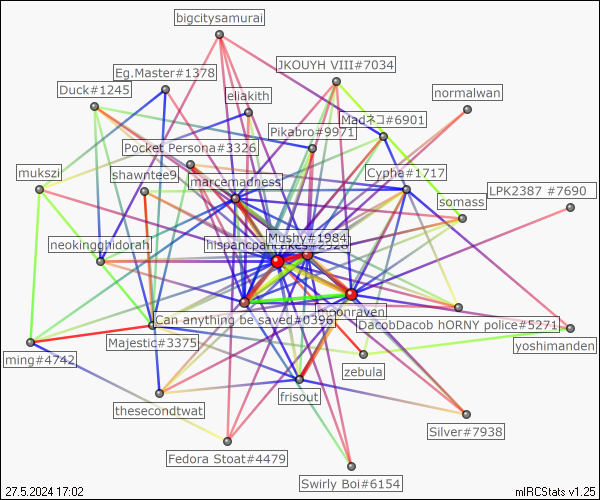 bigcitysamurai
JKOUYH VIII#7034
Eg.Master#1378
Duck#1245
eliakith
normalwan
Madネコ#6901
Pikabro#9971
Pocket Persona#3326
mukszi
shawntee9
marcemadness
Cypha#1717
LPK2387 #7690
somass
Mushy#1984
neokingghidorah
hispancpancakes#2928
moonraven
Can anything be saved#0396
DacobDacob hORNY police#5271
Majestic#3375
yoshimanden
ming#4742
zebula
frisout
thesecondtwat
Silver#7938
Fedora Stoat#4479
Swirly Boi#6154
27.5.2024 17:02
mIRCStats v1.25